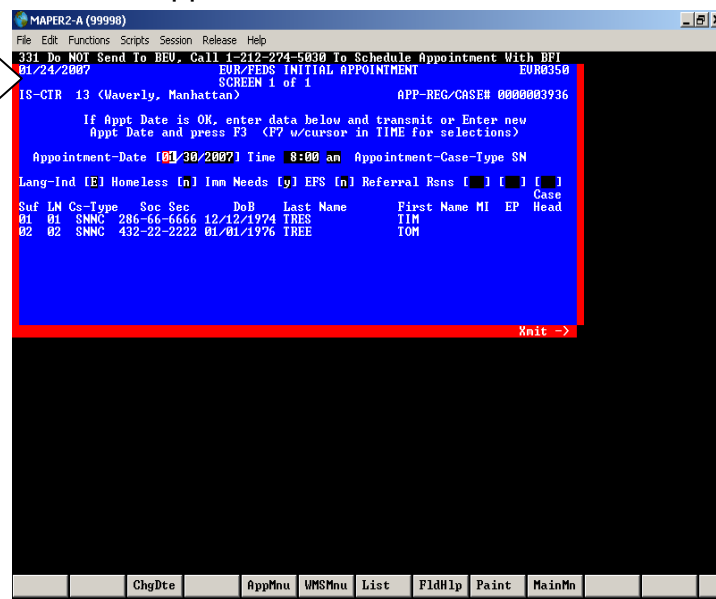 MAPER2-A (99998)
File Edit Functions Scripts Session Release Help
331 Do NOT Send To BEV, Call 1-212-274-5030 To Schedule Appointment With BFI
01/24/2007 EVR/FEDS INITIAL APPOINTMENT EVR0350
SCREEN 1 of 1
IS-CTR 13 (Waverly, Manhattan) APP-REG/CASE# 0000003936
If Appt Date is OK, enter data below and transmit or Enter new
Appt Date and press F3 (F7 w/cursor in TIME for selections)
Appointment-Date [01/30/2007] Time 8:00 am Appointment-Case-Type SN
Lang-Ind [E] Homeless [n] Imm Needs [y] EFS [n] Referral Rsns [ ] [ ] [ ]
Case
Suf LN Cs-Type Soc Sec DoB Last Name First Name MI EP Head
01 01 SNNC 286-66-6666 12/12/1974 TRES TIM
02 02 SNNC 432-22-2222 01/01/1976 TREE TOM
Xmit ->
ChgDte AppMnu WMSMnu List FldHlp Paint MainMn